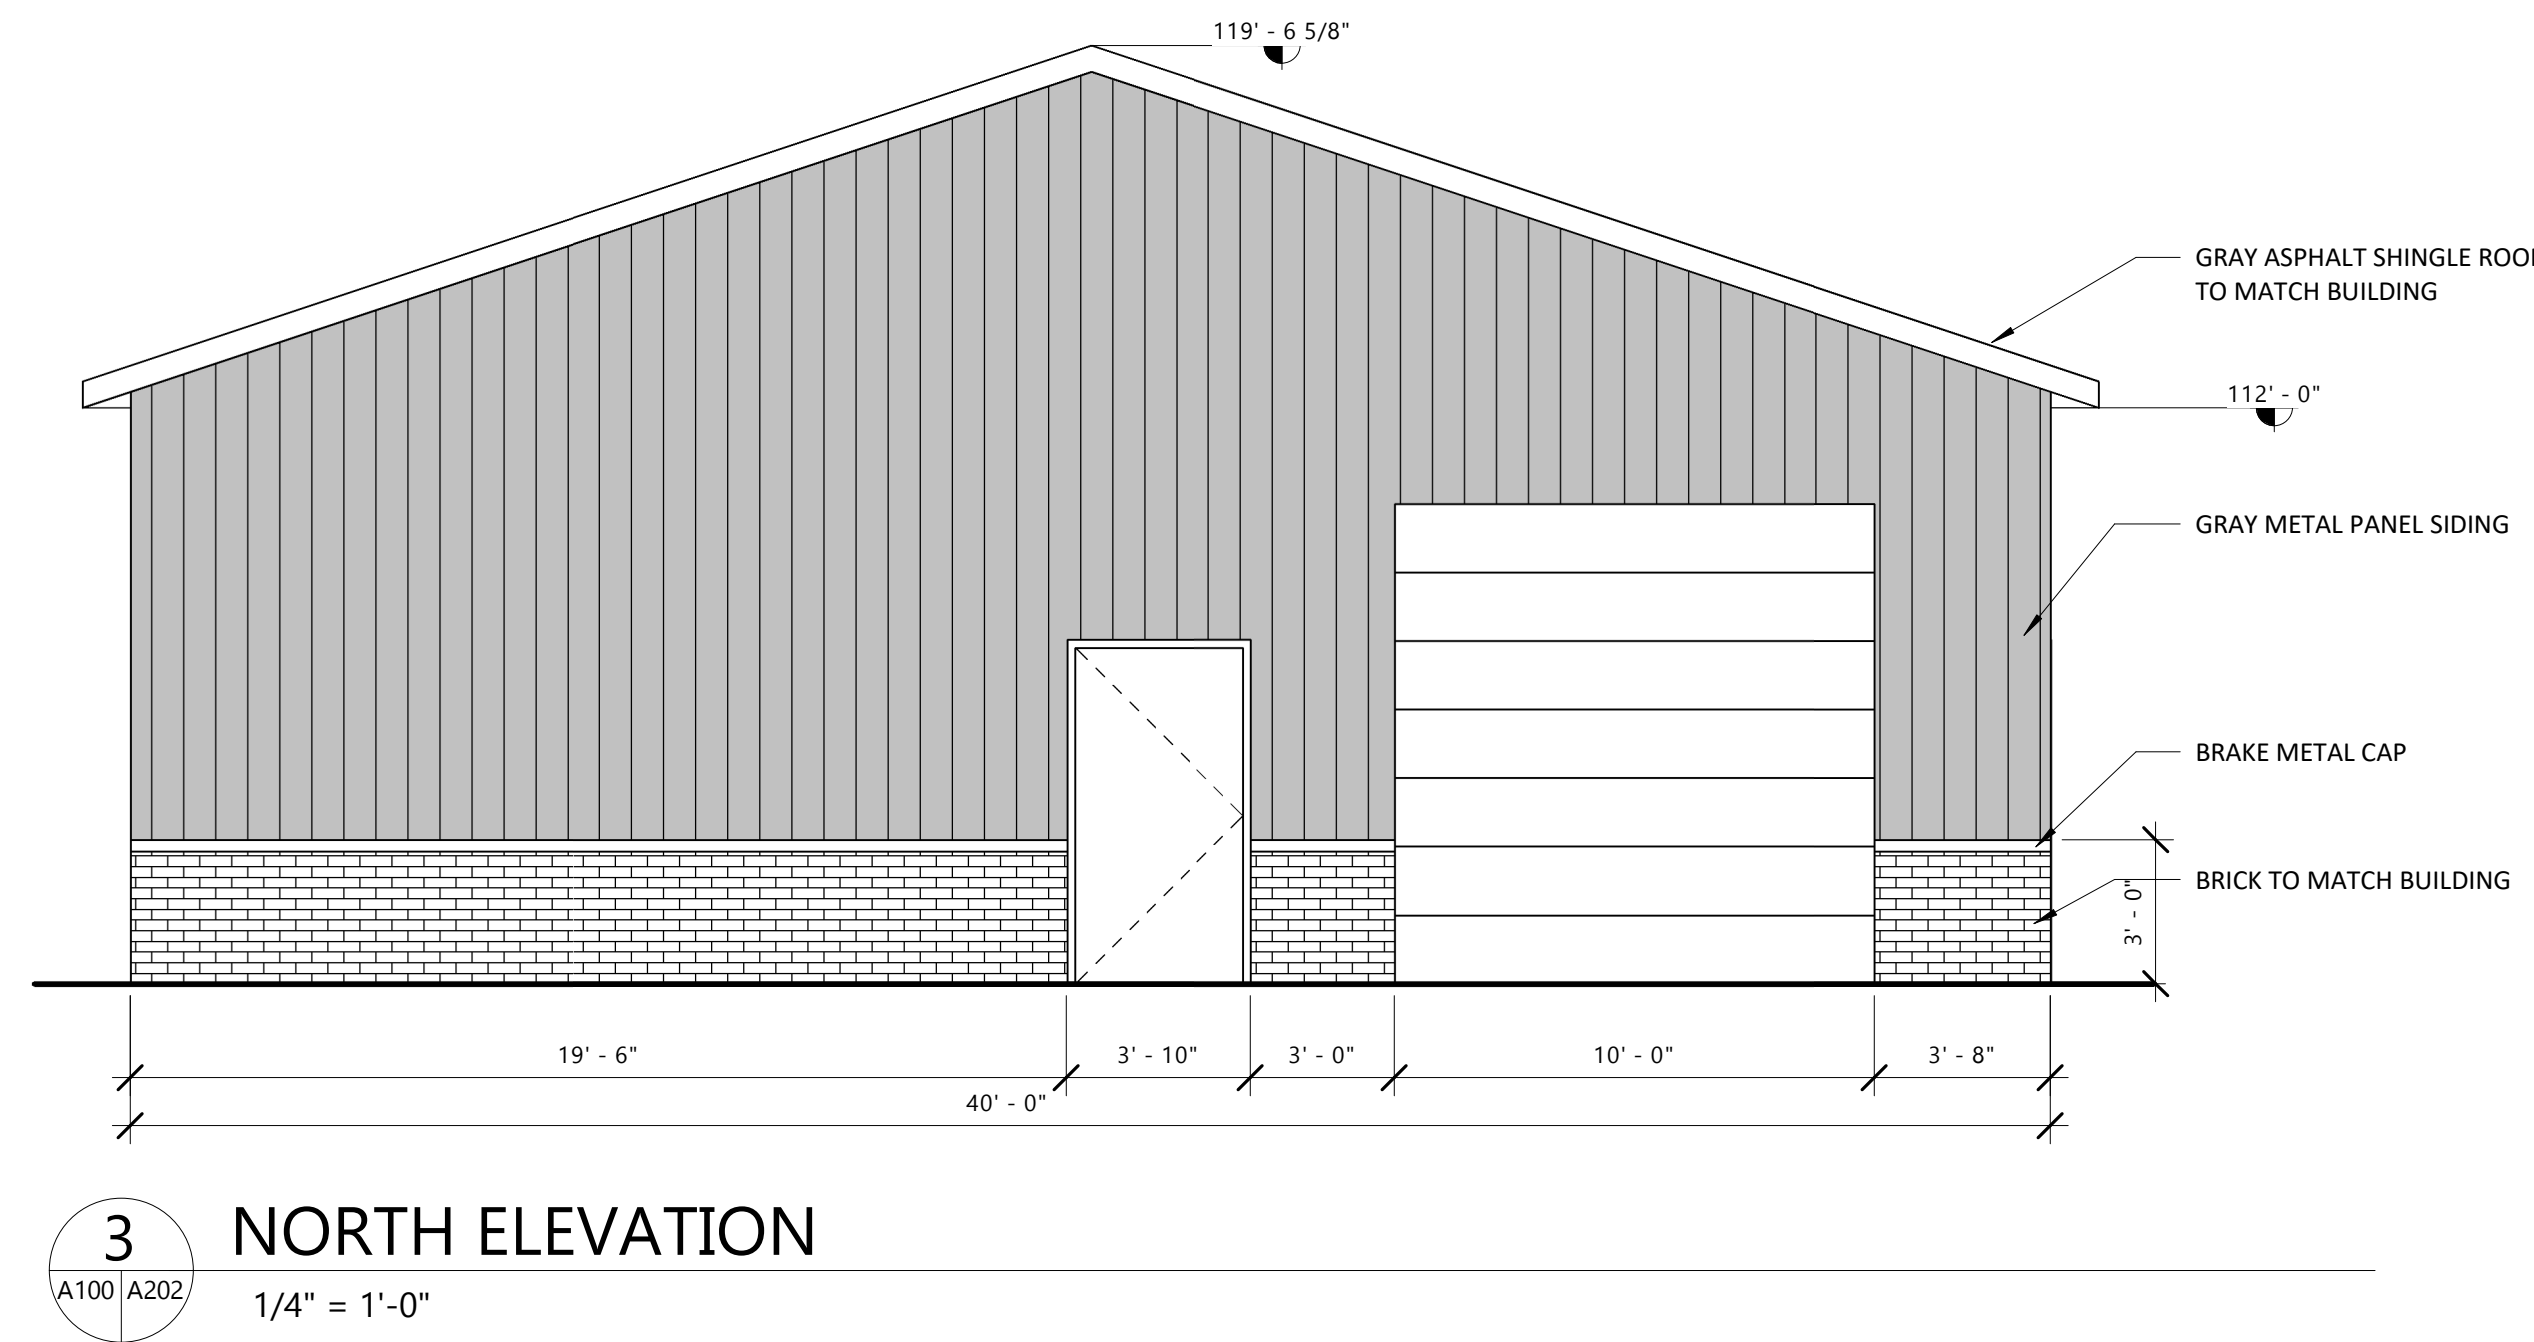 119' - 6 5/8"
GRAY ASPHALT SHINGLE ROO
TO MATCH BUILDING
112' - 0"
GRAY METAL PANEL SIDING
BRAKE METAL CAP
BRICK TO MATCH BUILDING
3' - 0"
19' - 6"
3' - 10"
3' - 0"
10' - 0"
3' - 8"
40' - 0"
3
NORTH ELEVATION
A100
A202
1/4" = 1'-0"